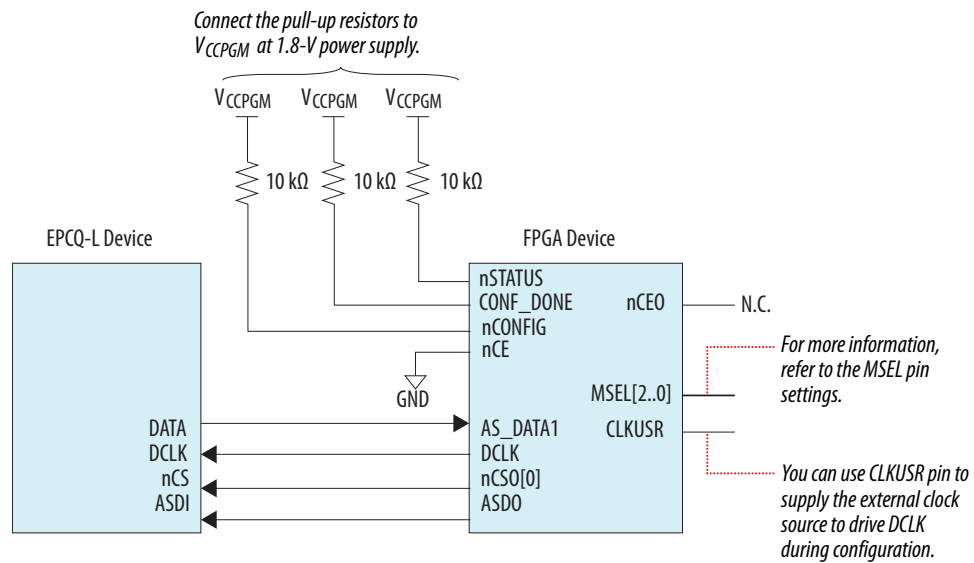 Connect the pull-up resistors to
VCCPGM at 1.8-V power supply.
VCCPGM VCCPGM VCCPGM
10 kΩ 10 kΩ 10 kΩ
EPCQ-L Device
FPGA Device
nSTATUS
CONF_DONE
nCONFIG
nCE
nCEO
N.C.
GND
For more information,
refer to the MSEL pin
settings.
MSEL[2..0]
CLKUSR
DATA
DCLK
nCS
ASDI
AS_DATA1
DCLK
nCSO[0]
ASDO
You can use CLKUSR pin to
supply the external clock
source to drive DCLK
during configuration.